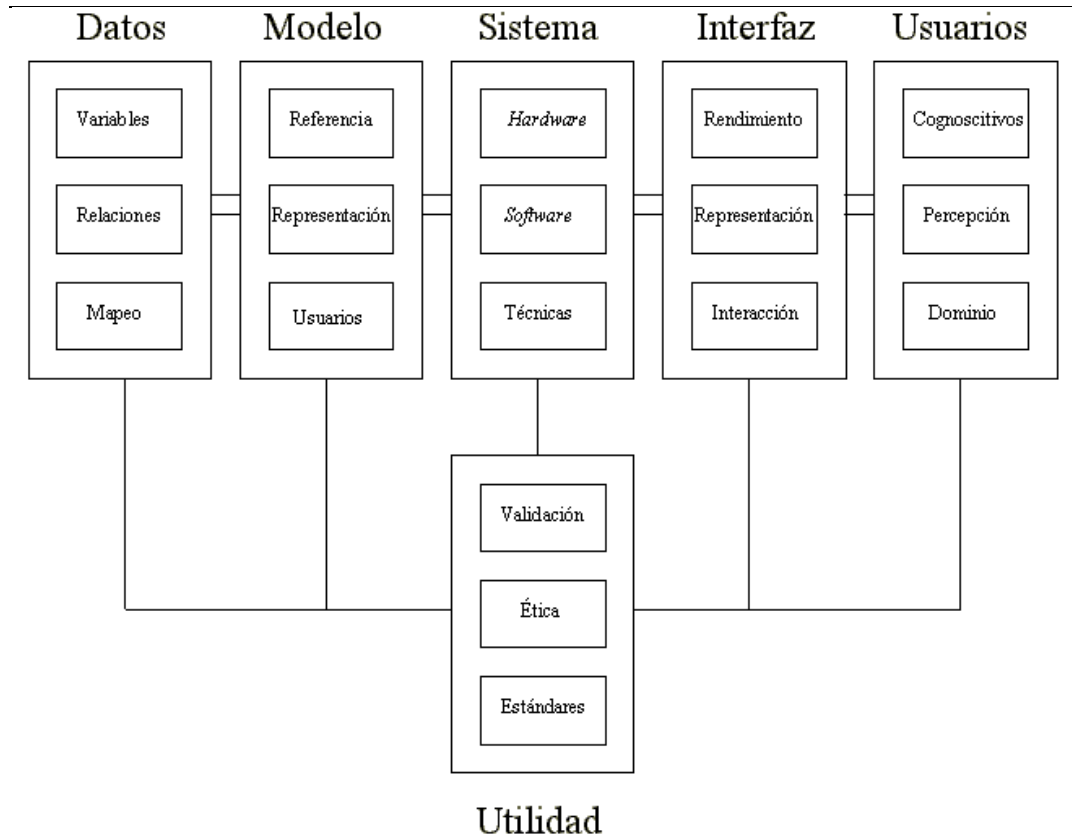 Datos Modelo Sistema Interfaz Usuarios
Variables Referencia Hardware Rendimiento Cognoscitivos
Relaciones Representación Software Representación Percepción
Mapeo Usuarios Técnicas Interacción Dominio
Validación
Ética
Estándares
Utilidad